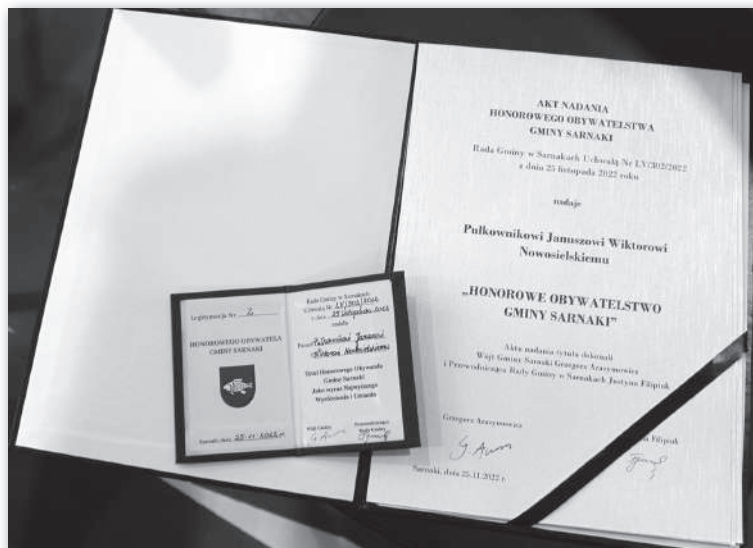 AKT NADANIA
HONOROWEGO OBYWATELSTWA
GMINY SARNAKI
Rada Gminy w Sarnakach Uchwałą Nr LV/302/2022
z dnia 25 listopada 2022 roku
nadaje
Pułkownikowi Januszowi Wiktorowi
Nowosielskiemu
„HONOROWE OBYWATELSTWO
GMINY SARNAKI”
Aktu nadania tytułu dokonali
Wójt Gminy Sarnaki Grzegorz Arasymowicz
i Przewodnicząca Rady Gminy w Sarnakach Justyna Filipiuk
Grzegorz Arasymowicz
Filipiuk
Sarnaki, dnia 25.11.2022 r.
Legitymacja Nr 2
HONOROWEGO OBYWATELA
GMINY SARNAKI
Sarnaki, dnia 25.11.2022 r.
Rada Gminy w Sarnakach
Uchwałą Nr LV/302/2022
z dnia 25 listopada 2022
nadała
Pułkownikowi Januszowi
Wiktorowi Nowosielskiemu
Tytuł Honorowego Obywatela
Gminy Sarnaki
Jako wyraz Najwyższego
Wyróżnienia i Uznania
Wójt Gminy
Przewodnicząca
Rady Gminy